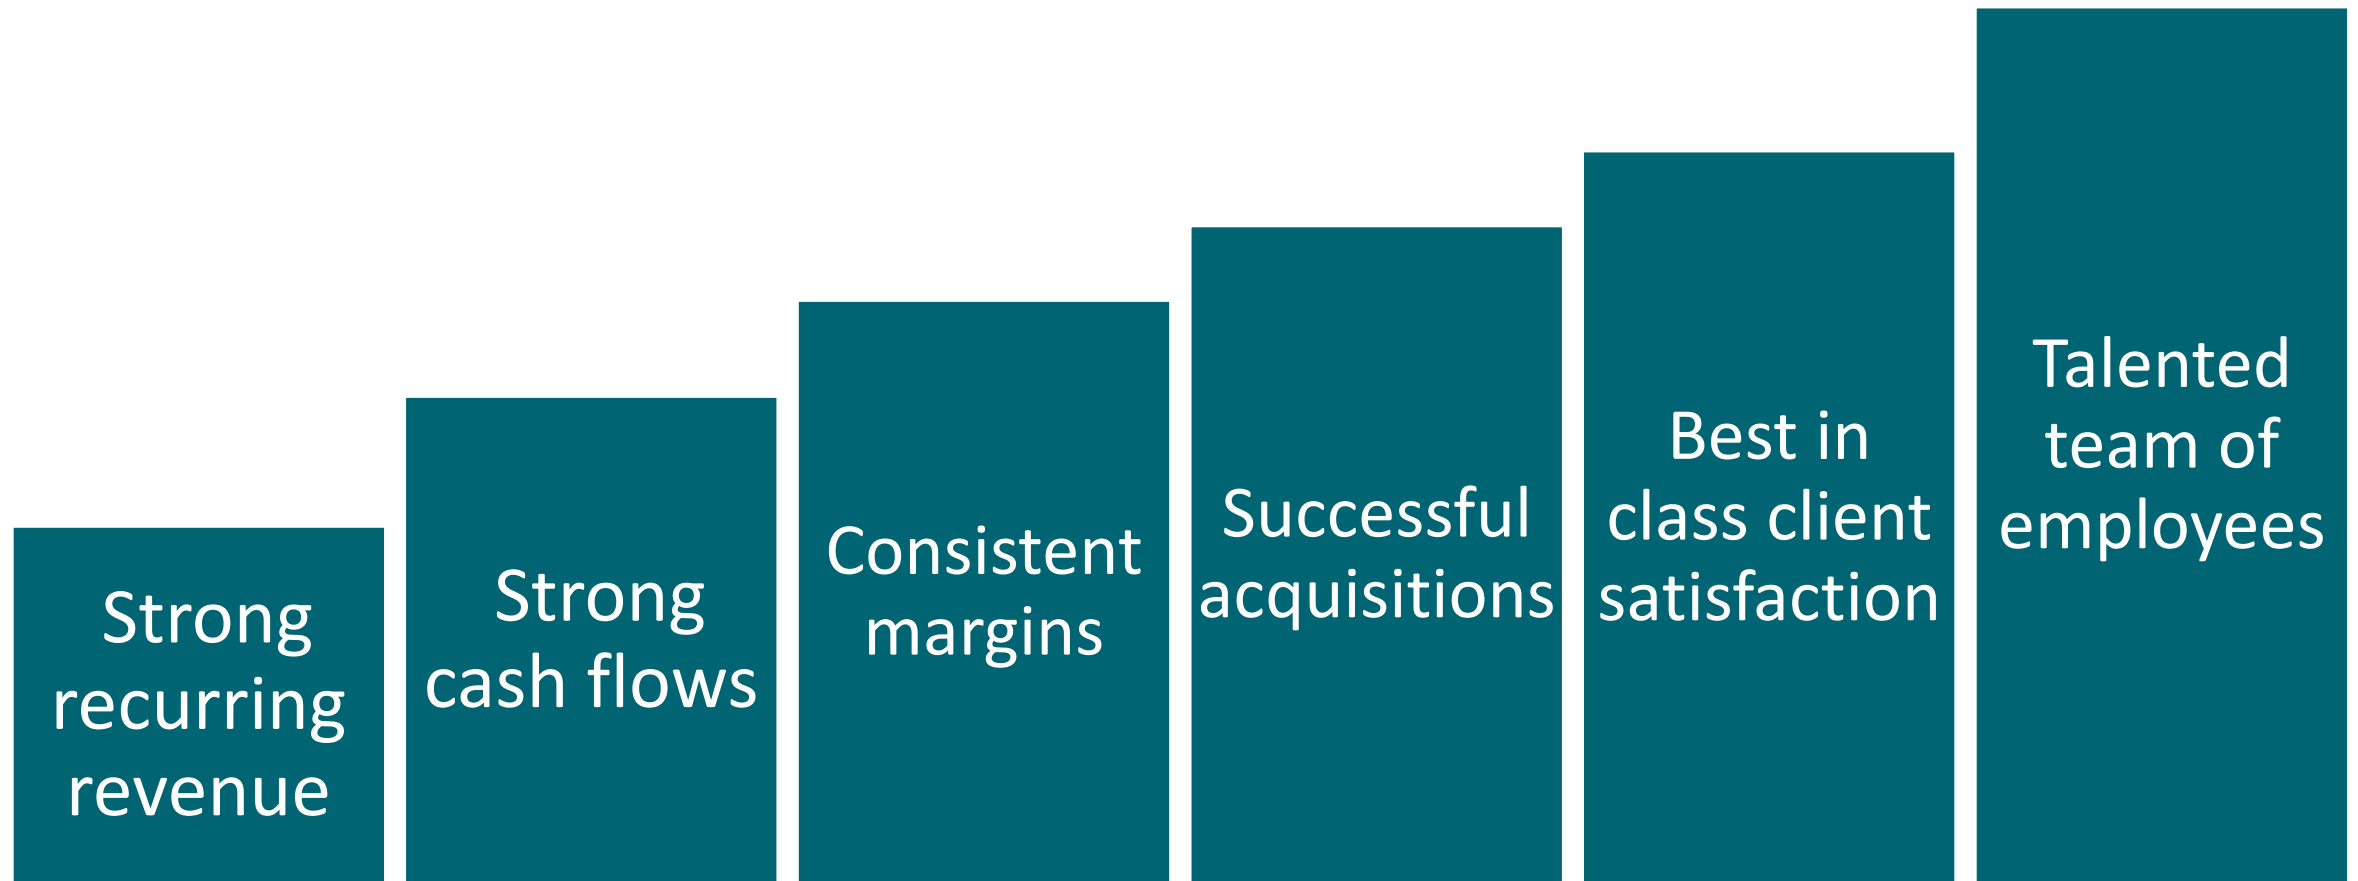 Strong
recurring
revenue
Strong
cash flows
Consistent
margins
Successful
acquisitions
Best in
class client
satisfaction
Talented
team of
employees